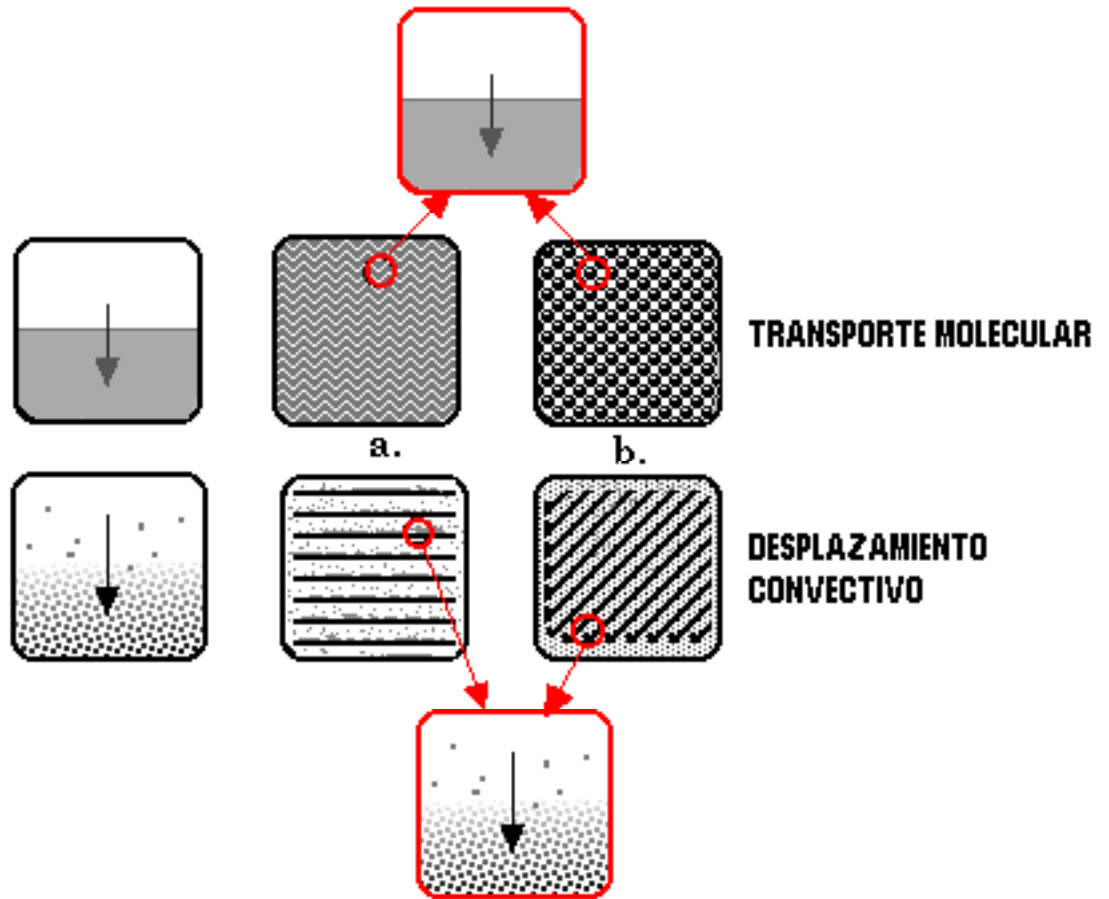 TRANSPORTE MOLECULAR
a.
b.
DESPLAZAMIENTO
CONVECTIVO